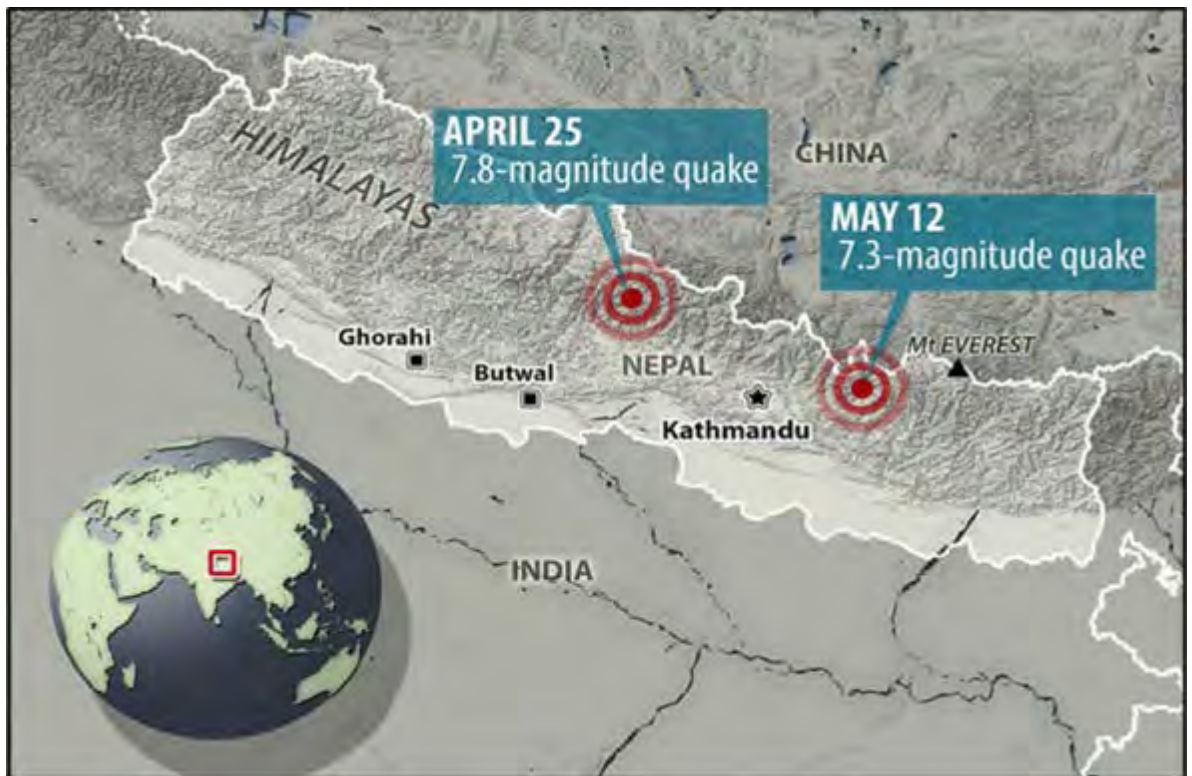 HIMALAYAS
APRIL 25
7.8-magnitude quake
CHINA
MAY 12
7.3-magnitude quake
Ghorahi
Butwal
NEPAL
Mt EVEREST
Kathmandu
INDIA